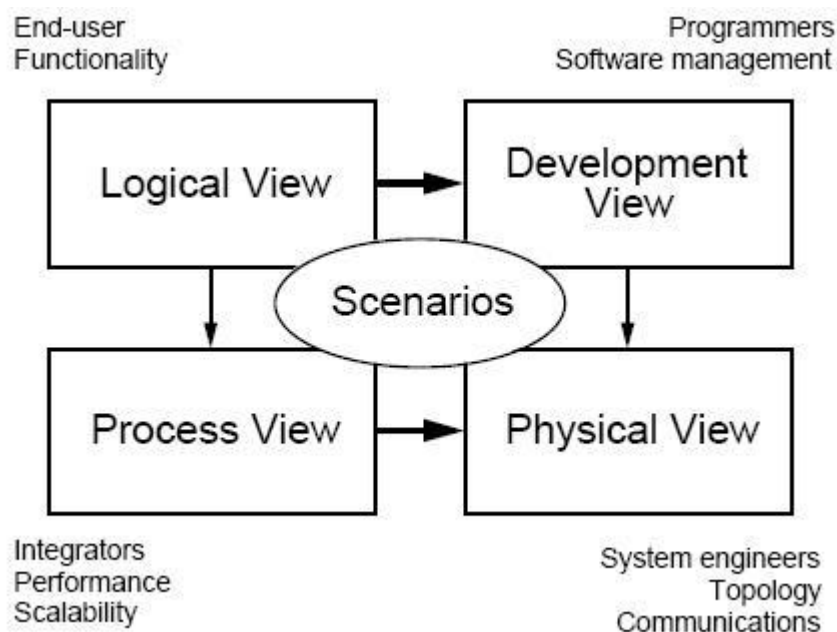 End-user
Functionality
Programmers
Software management
Logical View
Development
View
Scenarios
Process View
Physical View
Integrators
Performance
Scalability
System engineers
Topology
Communications